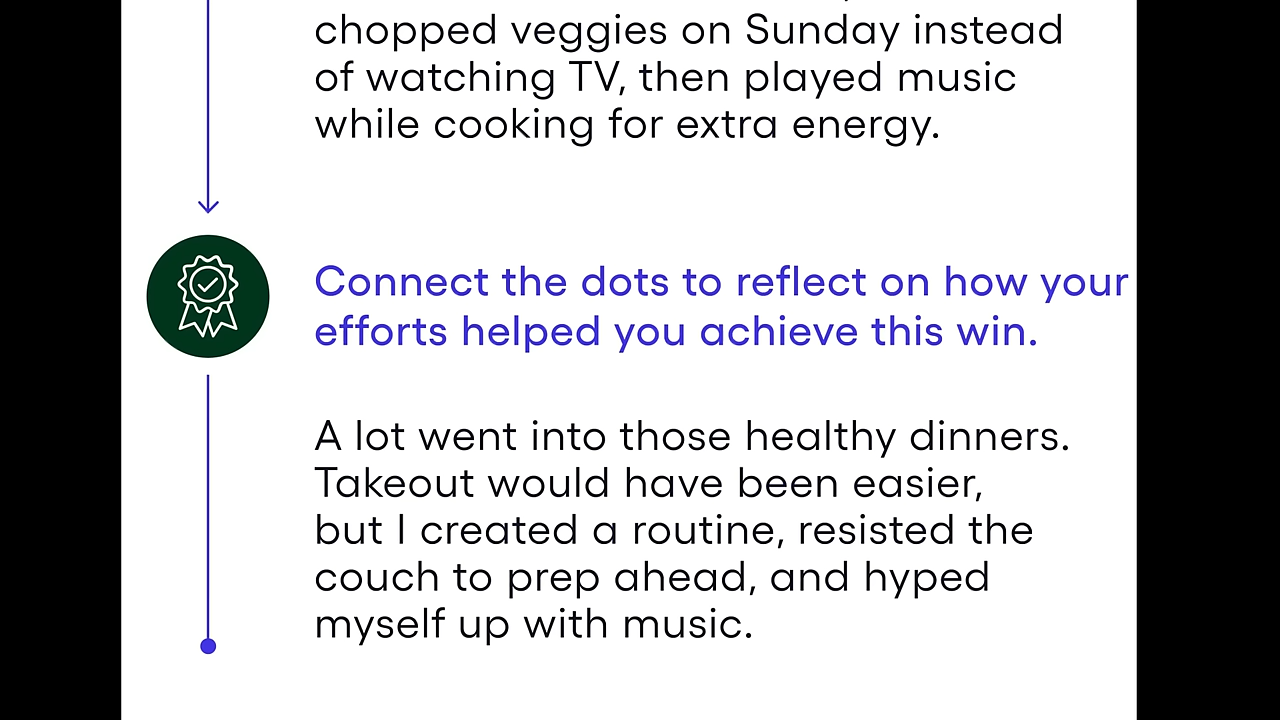 chopped veggies on Sunday instead
of watching TV, then played music
while cooking for extra energy.
Connect the dots to reflect on how your
efforts helped you achieve this win.
A lot went into those healthy dinners.
Takeout would have been easier,
but I created a routine, resisted the
couch to prep ahead, and hyped
myself up with music.